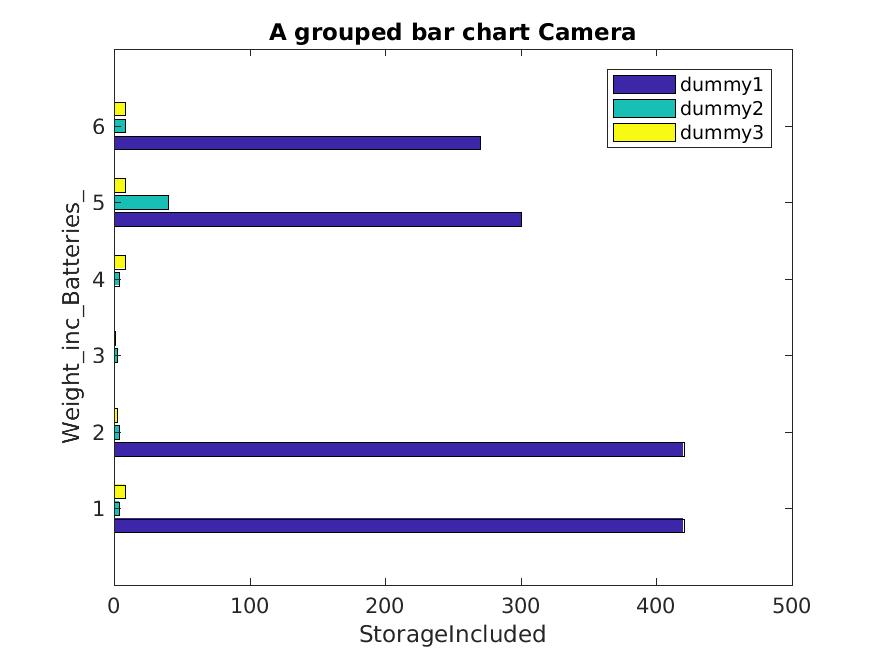 A grouped bar chart Camera
dummy1
dummy2
dummy3
6
5
4
3
2
1
Weight_inc_Batteries_
0 100 200 300 400 500
StorageIncluded